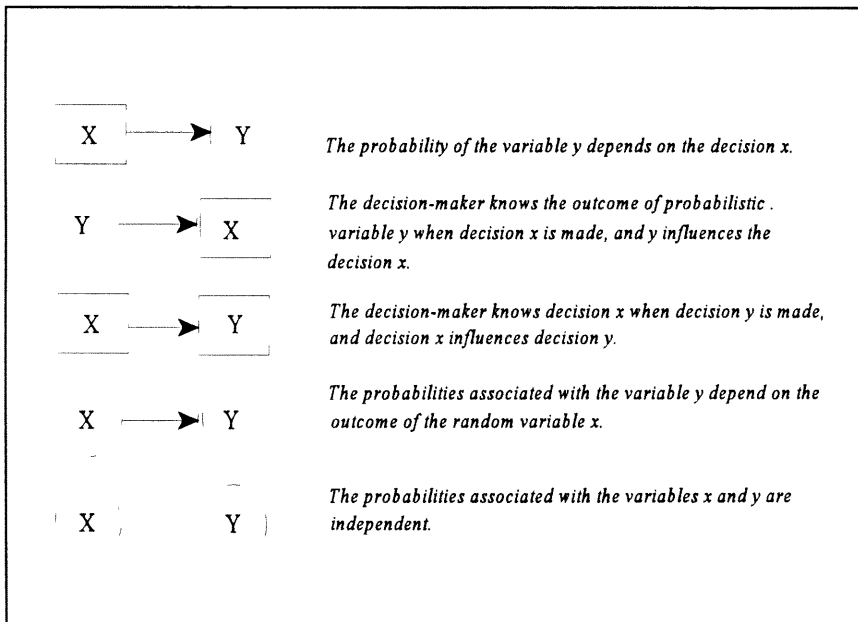 X Y
The probability of the variable y depends on the decision x.
The decision-maker knows the outcome of probabilistic .
Y X
variable y when decision x is made, and y influences the
decision x.
The decision-maker knows decision x when decision y is made,
X Y
and decision x influences decision y.
The probabilities associated with the variable y depend on the
X Y
outcome of the random variable x.
The probabilities associated with the variables x and y are
X Y
independent.